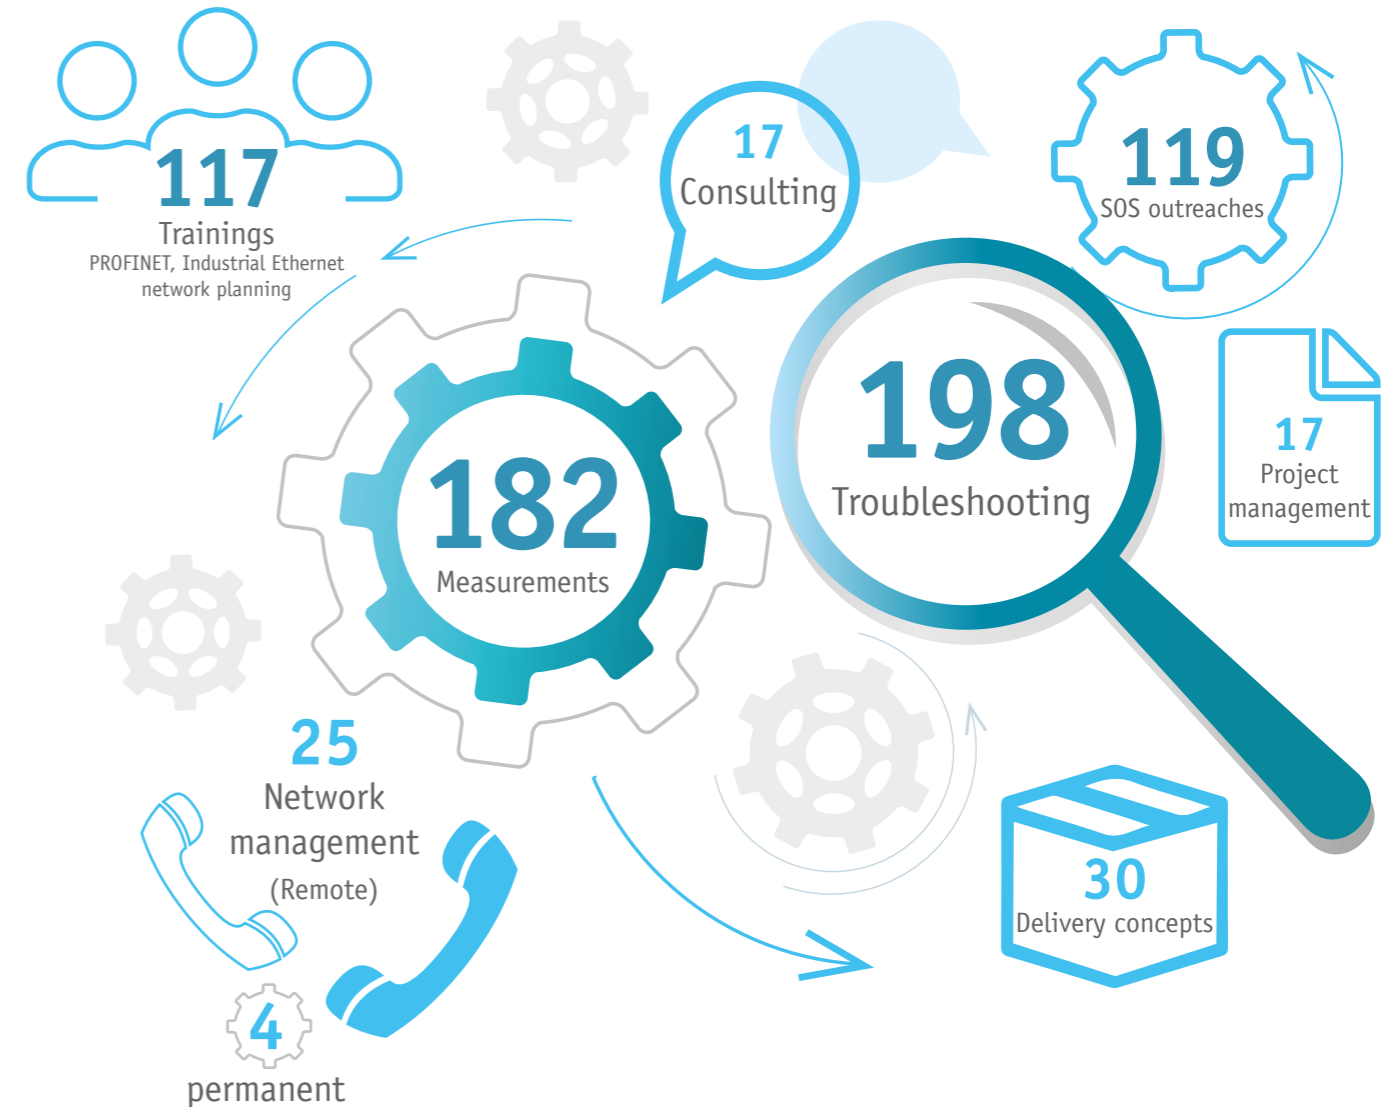 117
Trainings
PROFINET, Industrial Ethernet
network planning
17
Consulting
119
SOS outreaches
182
Measurements
198
Troubleshooting
17
Project
management
25
Network
management
(Remote)
4
permanent
30
Delivery concepts